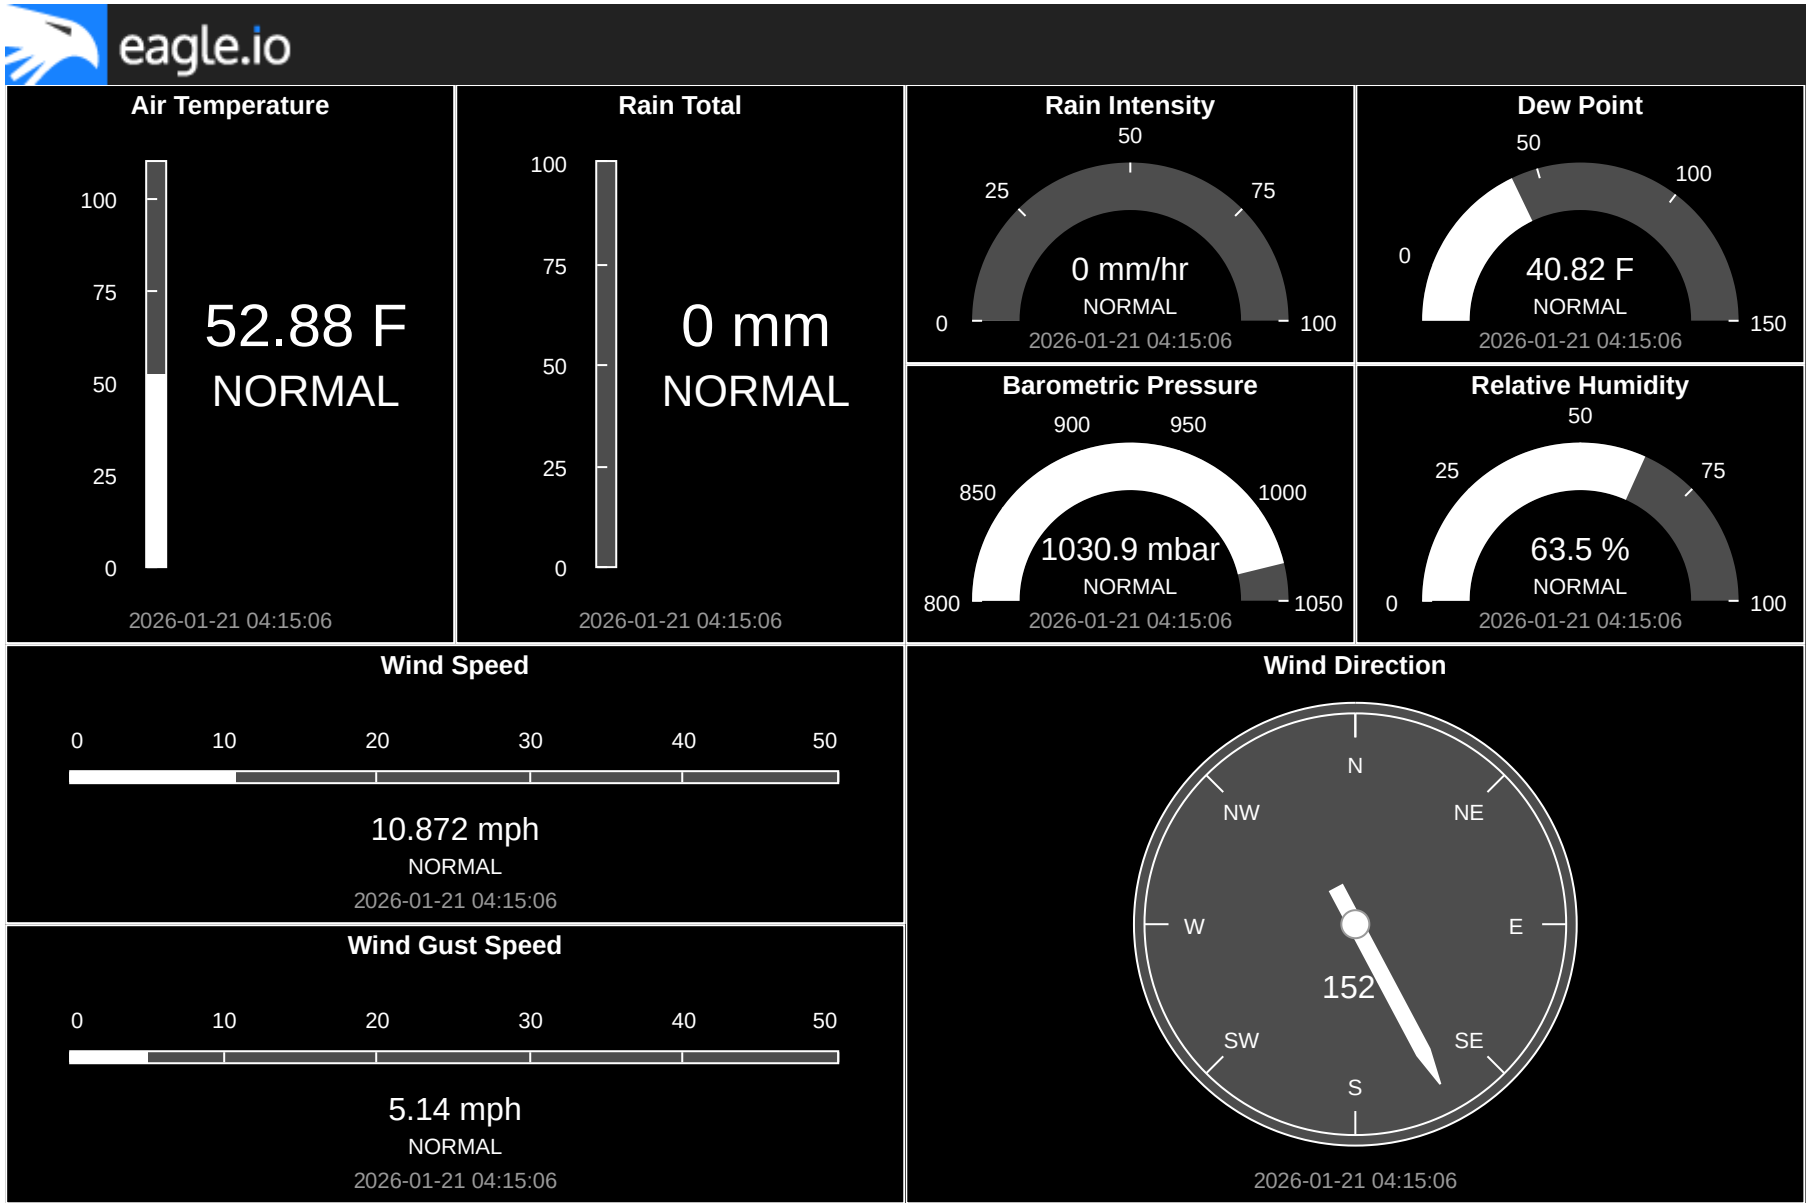 eagle.io
Air Temperature
100
75
50
25
0
52.88 F
NORMAL
2026-01-21 04:15:06
Rain Total
100
75
50
25
0
0 mm
NORMAL
2026-01-21 04:15:06
Rain Intensity
50
25
75
0
100
0 mm/hr
NORMAL
2026-01-21 04:15:06
Dew Point
50
100
0
150
40.82 F
NORMAL
2026-01-21 04:15:06
Barometric Pressure
900
950
850
1000
800
1050
1030.9 mbar
NORMAL
2026-01-21 04:15:06
Relative Humidity
50
25
75
0
100
63.5 %
NORMAL
2026-01-21 04:15:06
Wind Speed
0 10 20 30 40 50
10.872 mph
NORMAL
2026-01-21 04:15:06
Wind Gust Speed
0 10 20 30 40 50
5.14 mph
NORMAL
2026-01-21 04:15:06
Wind Direction
N
NW
NE
W
E
152
SW
SE
S
2026-01-21 04:15:06